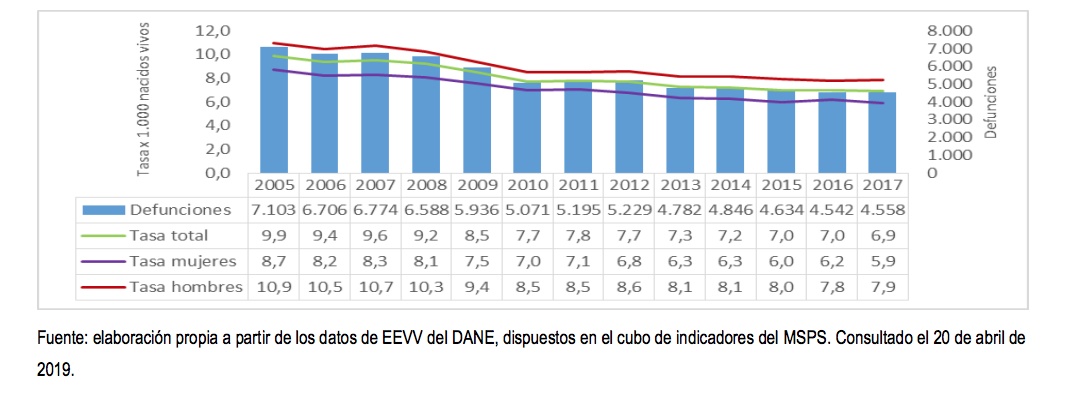 Tasa x 1.000 nacidos vivos
12,0
10,0
8,0
6,0
4,0
2,0
0,0
8.000
7.000
6.000
5.000
4.000
3.000
2.000
1.000
0
Defunciones
2005 2006 2007 2008 2009 2010 2011 2012 2013 2014 2015 2016 2017
Defunciones 7.103 6.706 6.774 6.588 5.936 5.071 5.195 5.229 4.782 4.846 4.634 4.542 4.558
Tasa total 9,9 9,4 9,6 9,2 8,5 7,7 7,8 7,7 7,3 7,2 7,0 7,0 6,9
Tasa mujeres 8,7 8,2 8,3 8,1 7,5 7,0 7,1 6,8 6,3 6,3 6,0 6,2 5,9
Tasa hombres 10,9 10,5 10,7 10,3 9,4 8,5 8,5 8,6 8,1 8,1 8,0 7,8 7,9
Fuente: elaboración propia a partir de los datos de EEVV del DANE, dispuestos en el cubo de indicadores del MSPS. Consultado el 20 de abril de
2019.